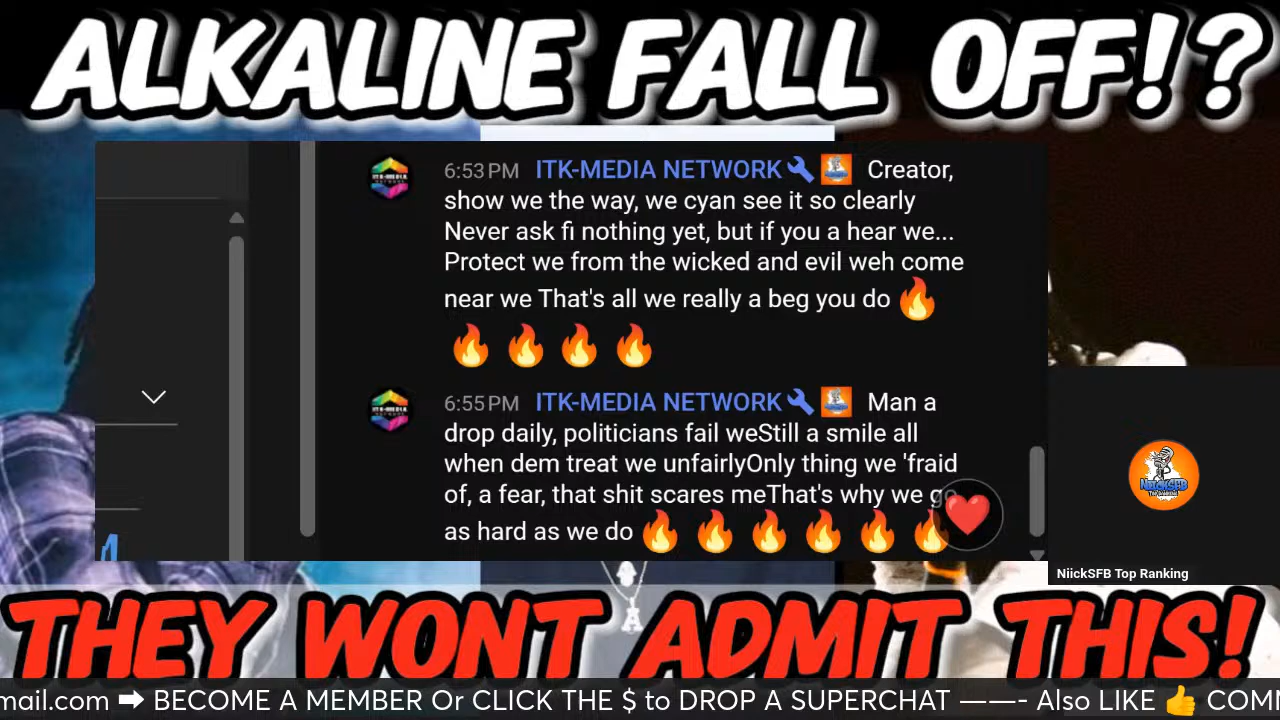 ALKALINE FALL OFF!?
6:53 PM ITK-MEDIA NETWORK Creator,
show we the way, we cyan see it so clearly
Never ask fi nothing yet, but if you a hear we...
Protect we from the wicked and evil weh come
near we That's all we really a beg you do 🔥
🔥 🔥 🔥 🔥
6:55 PM ITK-MEDIA NETWORK Man a
drop daily, politicians fail weStill a smile all
when dem treat we unfairlyOnly thing we 'fraid
of, a fear, that shit scares meThat's why we go
as hard as we do 🔥 🔥 🔥 🔥 🔥 🔥
NIICKSFB
NiickSFB Top Ranking
A
THEY WONT ADMIT THIS!
mail.com ➡ BECOME A MEMBER Or CLICK THE $ to DROP A SUPERCHAT ——- Also LIKE 👍 COM